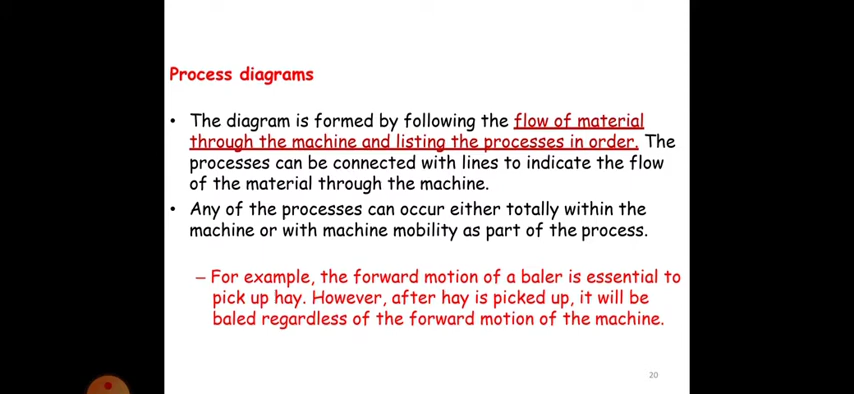 Process diagrams
• The diagram is formed by following the flow of material
through the machine and listing the processes in order. The
processes can be connected with lines to indicate the flow
of the material through the machine.
• Any of the processes can occur either totally within the
machine or with machine mobility as part of the process.
– For example, the forward motion of a baler is essential to
pick up hay. However, after hay is picked up, it will be
baled regardless of the forward motion of the machine.
20